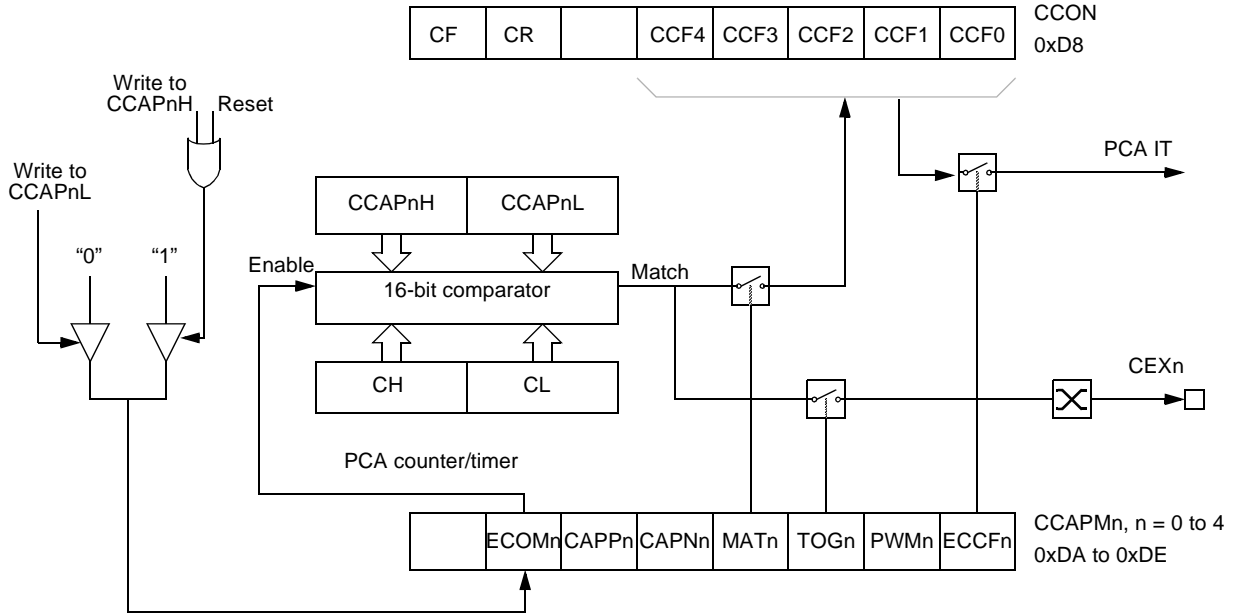 CF CR CCF4 CCF3 CCF2 CCF1 CCF0
CCON
0xD8
Write to
CCAPnH
Reset
Write to
CCAPnL
“0”
“1”
PCA IT
CCAPnH CCAPnL
Enable
16-bit comparator
Match
CH CL
CEXn
PCA counter/timer
ECOMn CAPPn CAPNn MATn TOGn PWMn ECCFn
CCAPMn, n = 0 to 4
0xDA to 0xDE